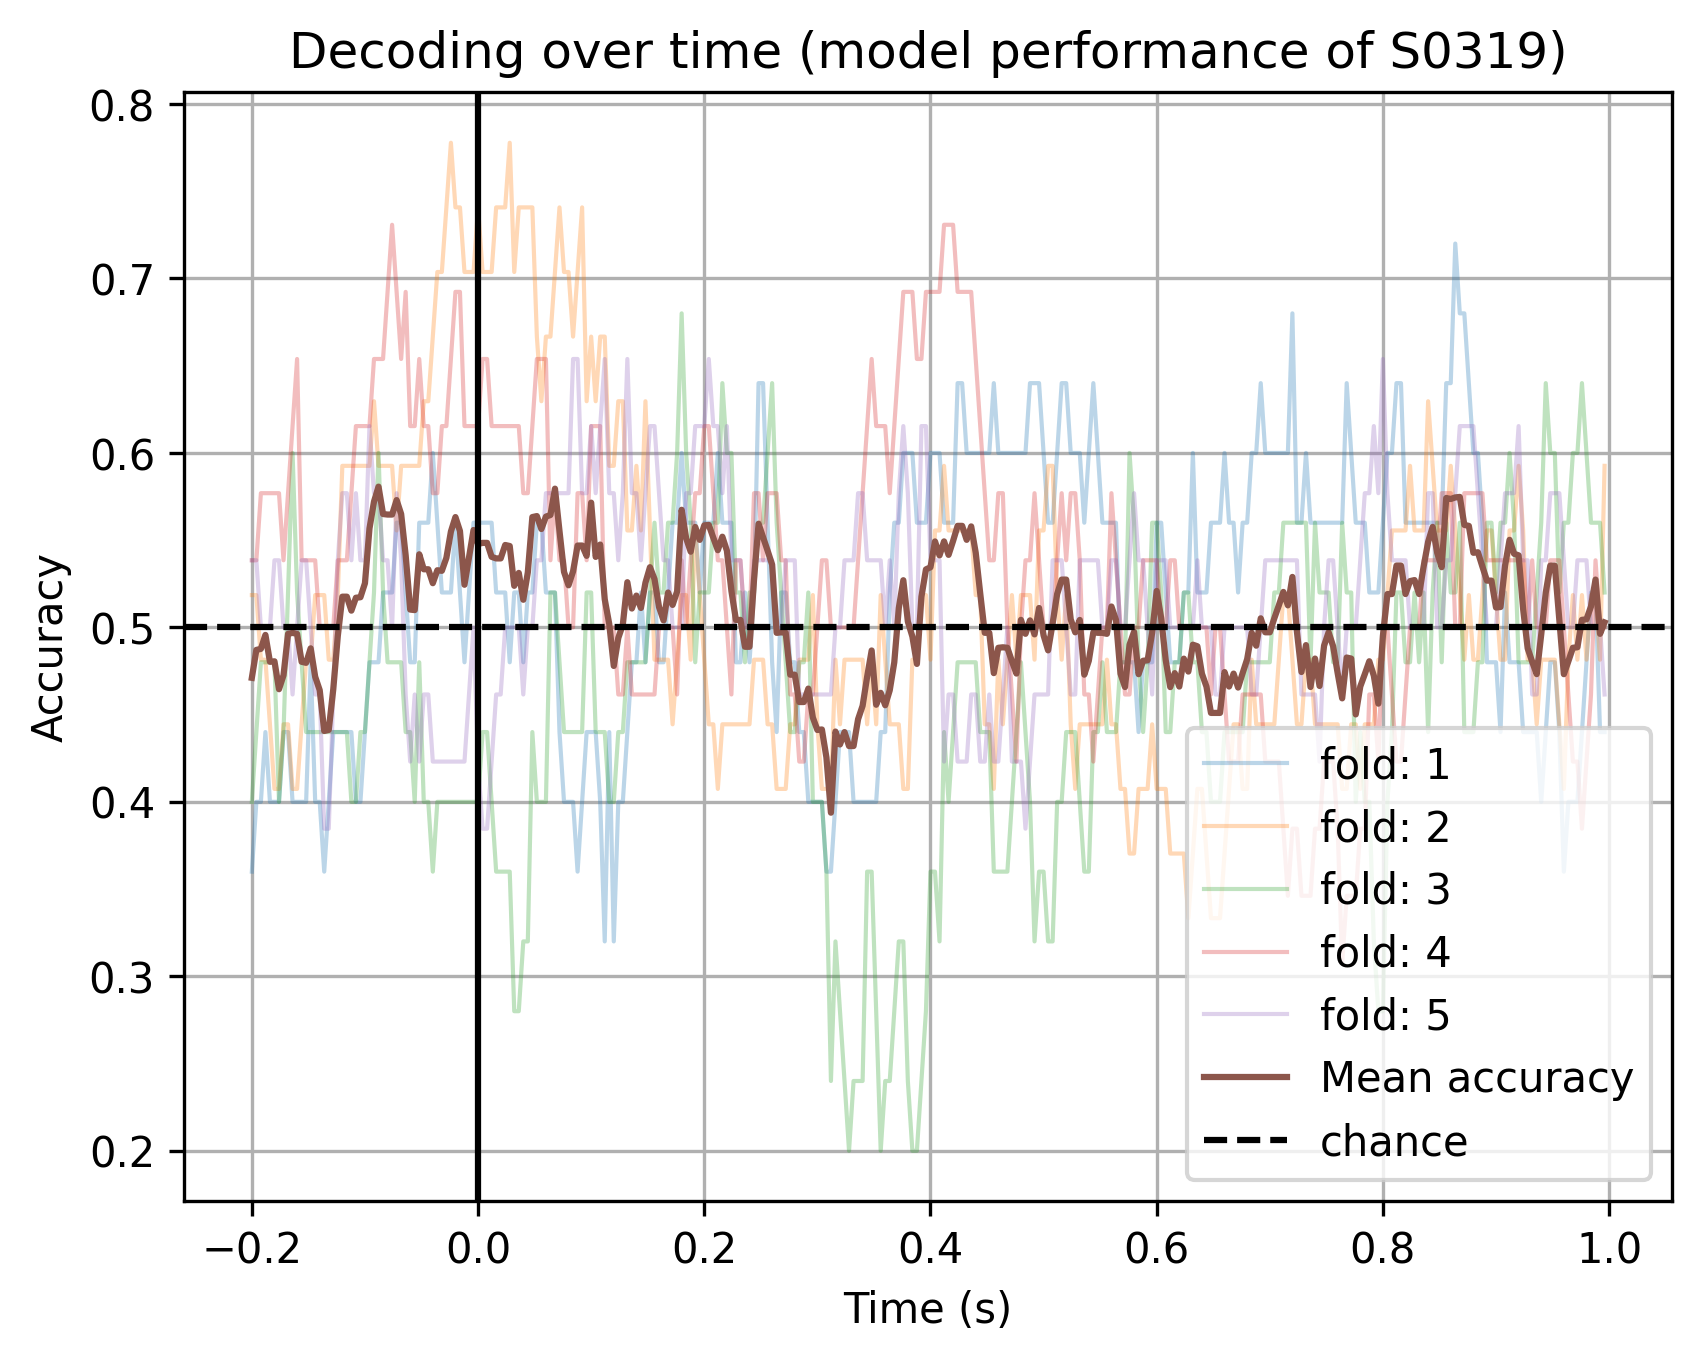 Decoding over time (model performance of S0319)
Accuracy
0.8
0.7
0.6
0.5
0.4
0.3
0.2
−0.2 0.0 0.2 0.4 0.6 0.8 1.0
Time (s)
fold: 1
fold: 2
fold: 3
fold: 4
fold: 5
Mean accuracy
chance